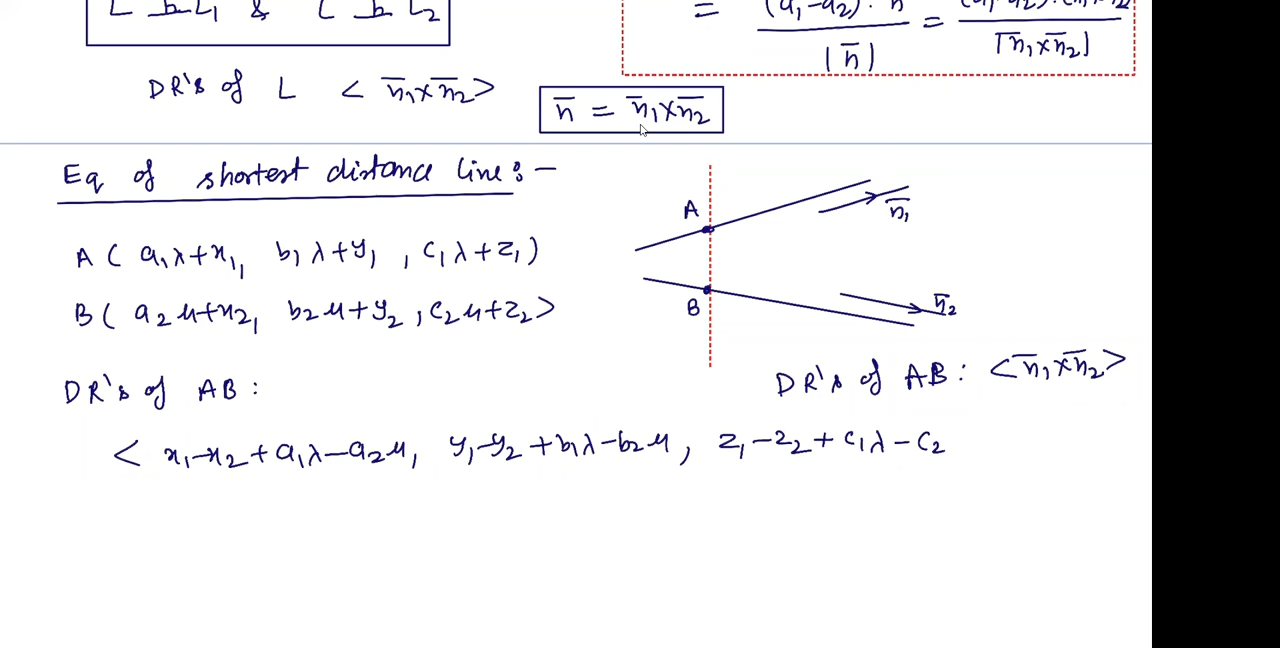 = (a̅₁-a̅₂)· n̅ / |n̅| = / |n̅₁×n̅₂|
DR's of L < n̅₁×n̅₂ >
n̅ = n̅₁×n̅₂
Eq of shortest distance line :-
A ( a₁λ+x₁, b₁λ+y₁ , c₁λ+z₁ )
B ( a₂μ+x₂, b₂μ+y₂ , c₂μ+z₂ >
A
n̅₁
B
n̅₂
DR's of AB :
DR's of AB : < n̅₁×n̅₂ >
< x₁-x₂+a₁λ-a₂μ, y₁-y₂+b₁λ-b₂μ , z₁-z₂+c₁λ-c₂